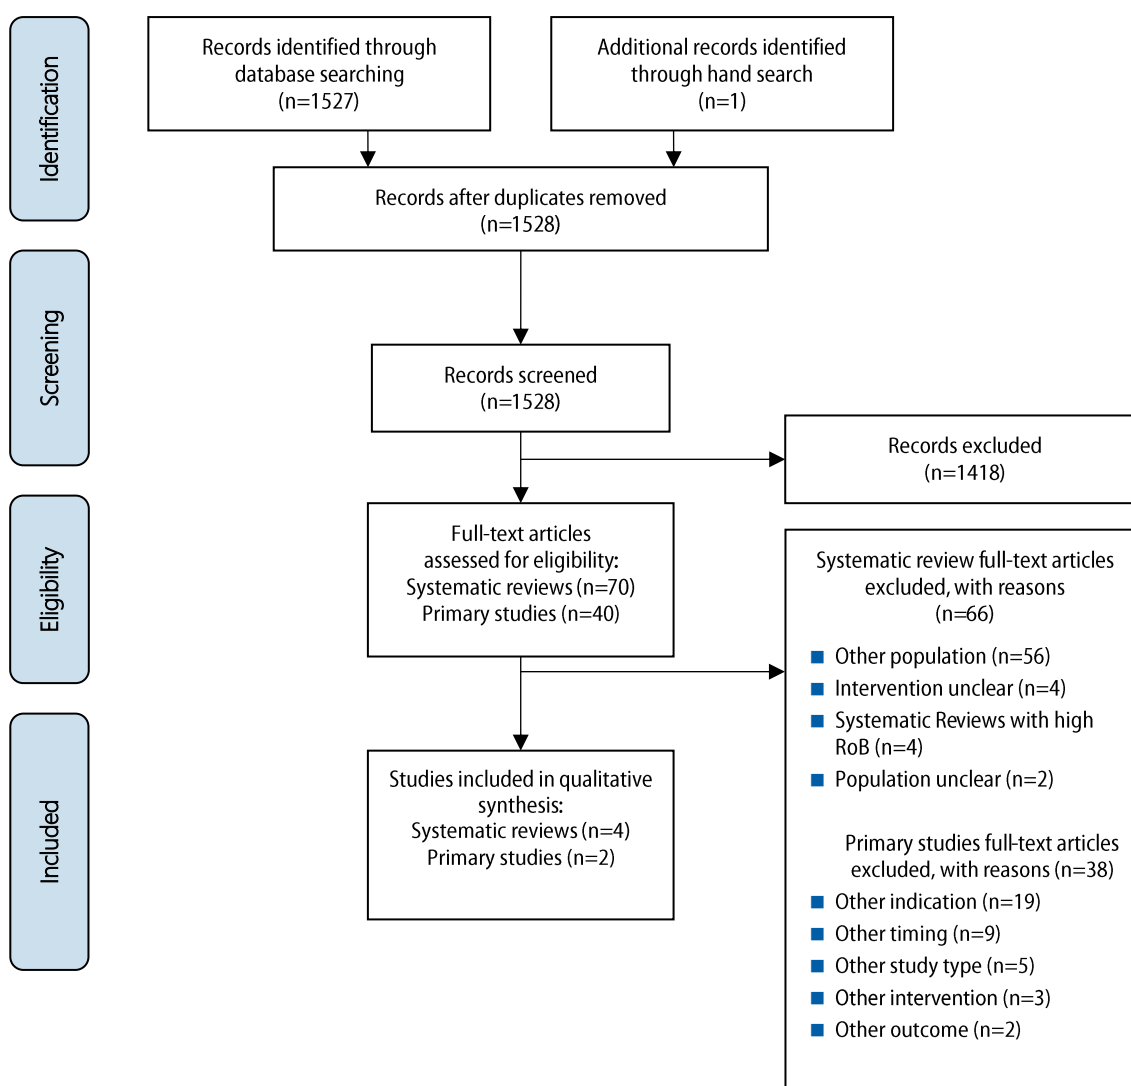 Identification
Records identified through
database searching
(n=1527)
Additional records identified
through hand search
(n=1)
Records after duplicates removed
(n=1528)
Screening
Records screened
(n=1528)
Records excluded
(n=1418)
Eligibility
Full-text articles
assessed for eligibility:
Systematic reviews (n=70)
Primary studies (n=40)
Systematic review full-text articles
excluded, with reasons
(n=66)
Other population (n=56)
Intervention unclear (n=4)
Systematic Reviews with high
RoB (n=4)
Population unclear (n=2)
Primary studies full-text articles
excluded, with reasons (n=38)
Other indication (n=19)
Other timing (n=9)
Other study type (n=5)
Other intervention (n=3)
Other outcome (n=2)
Included
Studies included in qualitative
synthesis:
Systematic reviews (n=4)
Primary studies (n=2)